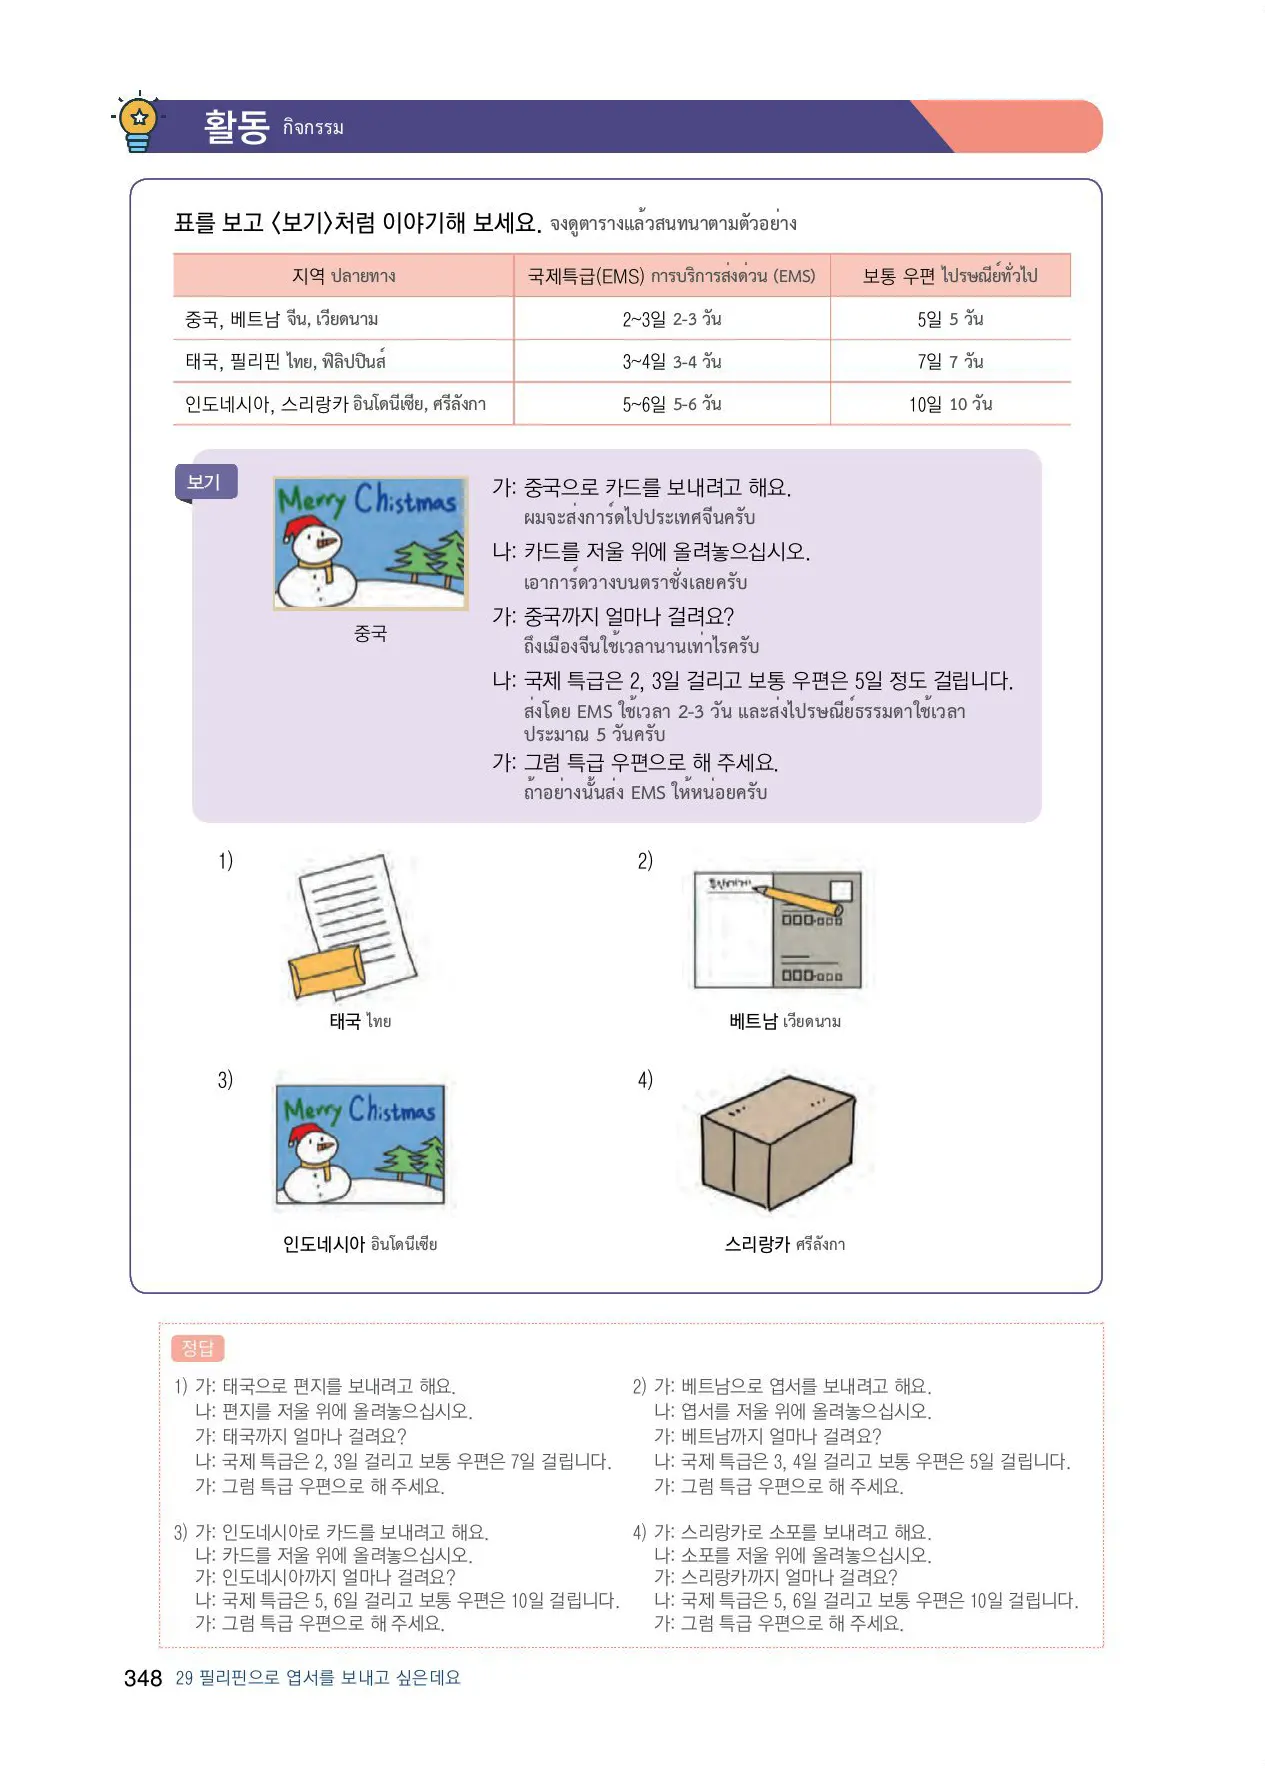 활동 กิจกรรม
표를 보고 〈보기〉처럼 이야기해 보세요. จงดูตารางแล้วสนทนาตามตัวอย่าง
지역 ปลายทาง 국제특급(EMS) การบริการส่งด่วน (EMS) 보통 우편 ไปรษณีย์ทั่วไป
중국, 베트남 จีน, เวียดนาม 2~3일 2-3 วัน 5일 5 วัน
태국, 필리핀 ไทย, ฟิลิปปินส์ 3~4일 3-4 วัน 7일 7 วัน
인도네시아, 스리랑카 อินโดนีเซีย, ศรีลังกา 5~6일 5-6 วัน 10일 10 วัน
보기
Merry Chistmas
중국
가: 중국으로 카드를 보내려고 해요.
ผมจะส่งการ์ดไปประเทศจีนครับ
나: 카드를 저울 위에 올려놓으십시오.
เอาการ์ดวางบนตราชั่งเลยครับ
가: 중국까지 얼마나 걸려요?
ถึงเมืองจีนใช้เวลานานเท่าไรครับ
나: 국제 특급은 2, 3일 걸리고 보통 우편은 5일 정도 걸립니다.
ส่งโดย EMS ใช้เวลา 2-3 วัน และส่งไปรษณีย์ธรรมดาใช้เวลา
ประมาณ 5 วันครับ
가: 그럼 특급 우편으로 해 주세요.
ถ้าอย่างนั้นส่ง EMS ให้หน่อยครับ
1)
태국 ไทย
2)
베트남 เวียดนาม
3)
Merry Chistmas
인도네시아 อินโดนีเซีย
4)
스리랑카 ศรีลังกา
정답
1) 가: 태국으로 편지를 보내려고 해요.
나: 편지를 저울 위에 올려놓으십시오.
가: 태국까지 얼마나 걸려요?
나: 국제 특급은 2, 3일 걸리고 보통 우편은 7일 걸립니다.
가: 그럼 특급 우편으로 해 주세요.
2) 가: 베트남으로 엽서를 보내려고 해요.
나: 엽서를 저울 위에 올려놓으십시오.
가: 베트남까지 얼마나 걸려요?
나: 국제 특급은 3, 4일 걸리고 보통 우편은 5일 걸립니다.
가: 그럼 특급 우편으로 해 주세요.
3) 가: 인도네시아로 카드를 보내려고 해요.
나: 카드를 저울 위에 올려놓으십시오.
가: 인도네시아까지 얼마나 걸려요?
나: 국제 특급은 5, 6일 걸리고 보통 우편은 10일 걸립니다.
가: 그럼 특급 우편으로 해 주세요.
4) 가: 스리랑카로 소포를 보내려고 해요.
나: 소포를 저울 위에 올려놓으십시오.
가: 스리랑카까지 얼마나 걸려요?
나: 국제 특급은 5, 6일 걸리고 보통 우편은 10일 걸립니다.
가: 그럼 특급 우편으로 해 주세요.
348 29 필리핀으로 엽서를 보내고 싶은데요